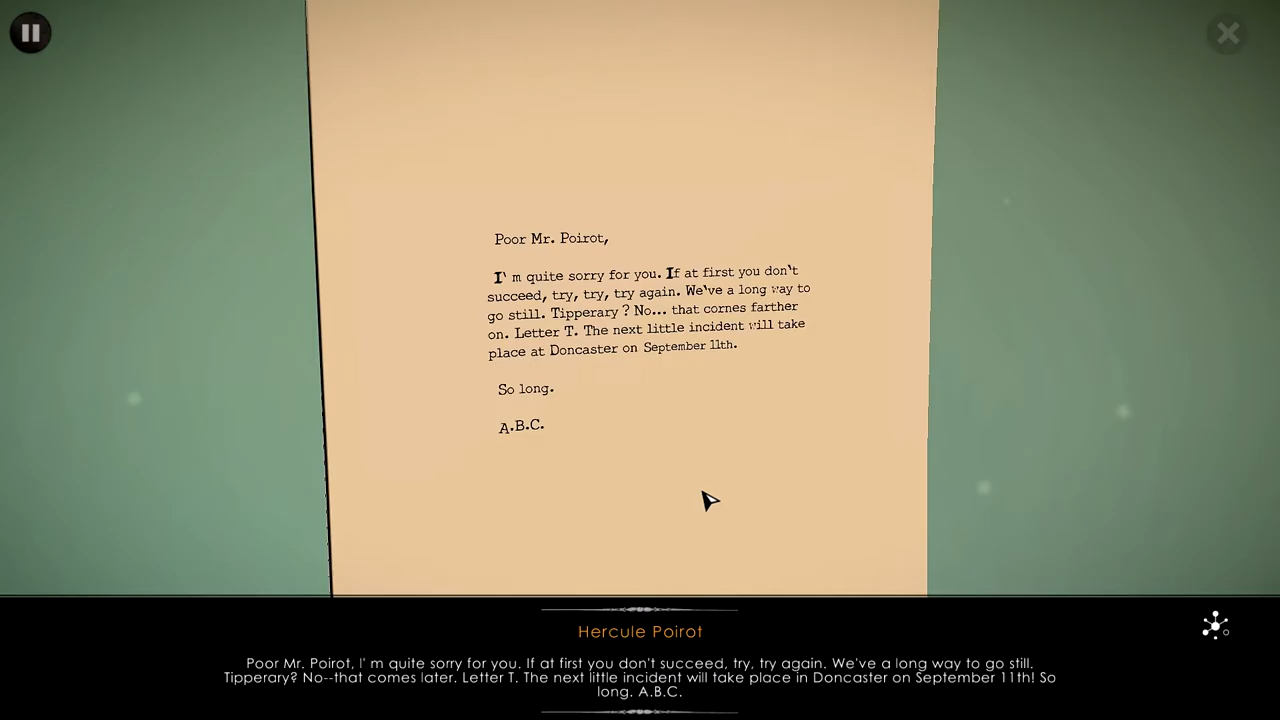 Poor Mr. Poirot,
I' m quite sorry for you. If at first you don't
succeed, try, try, try again. We've a long way to
go still. Tipperary ? No... that cornes farther
on. Letter T. The next little incident will take
place at Doncaster on September 11th.
So long.
A.B.C.
Hercule Poirot
Poor Mr. Poirot, I' m quite sorry for you. If at first you don't succeed, try, try again. We've a long way to go still.
Tipperary? No--that comes later. Letter T. The next little incident will take place in Doncaster on September 11th! So
long. A.B.C.